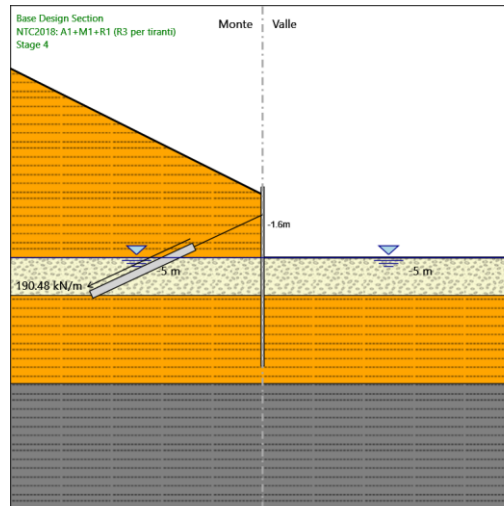 Base Design Section
NTC2018: A1+M1+R1 (R3 per tiranti)
Stage 4
Monte
Valle
-1.6m
-5 m
-5 m
190.48 kN/m